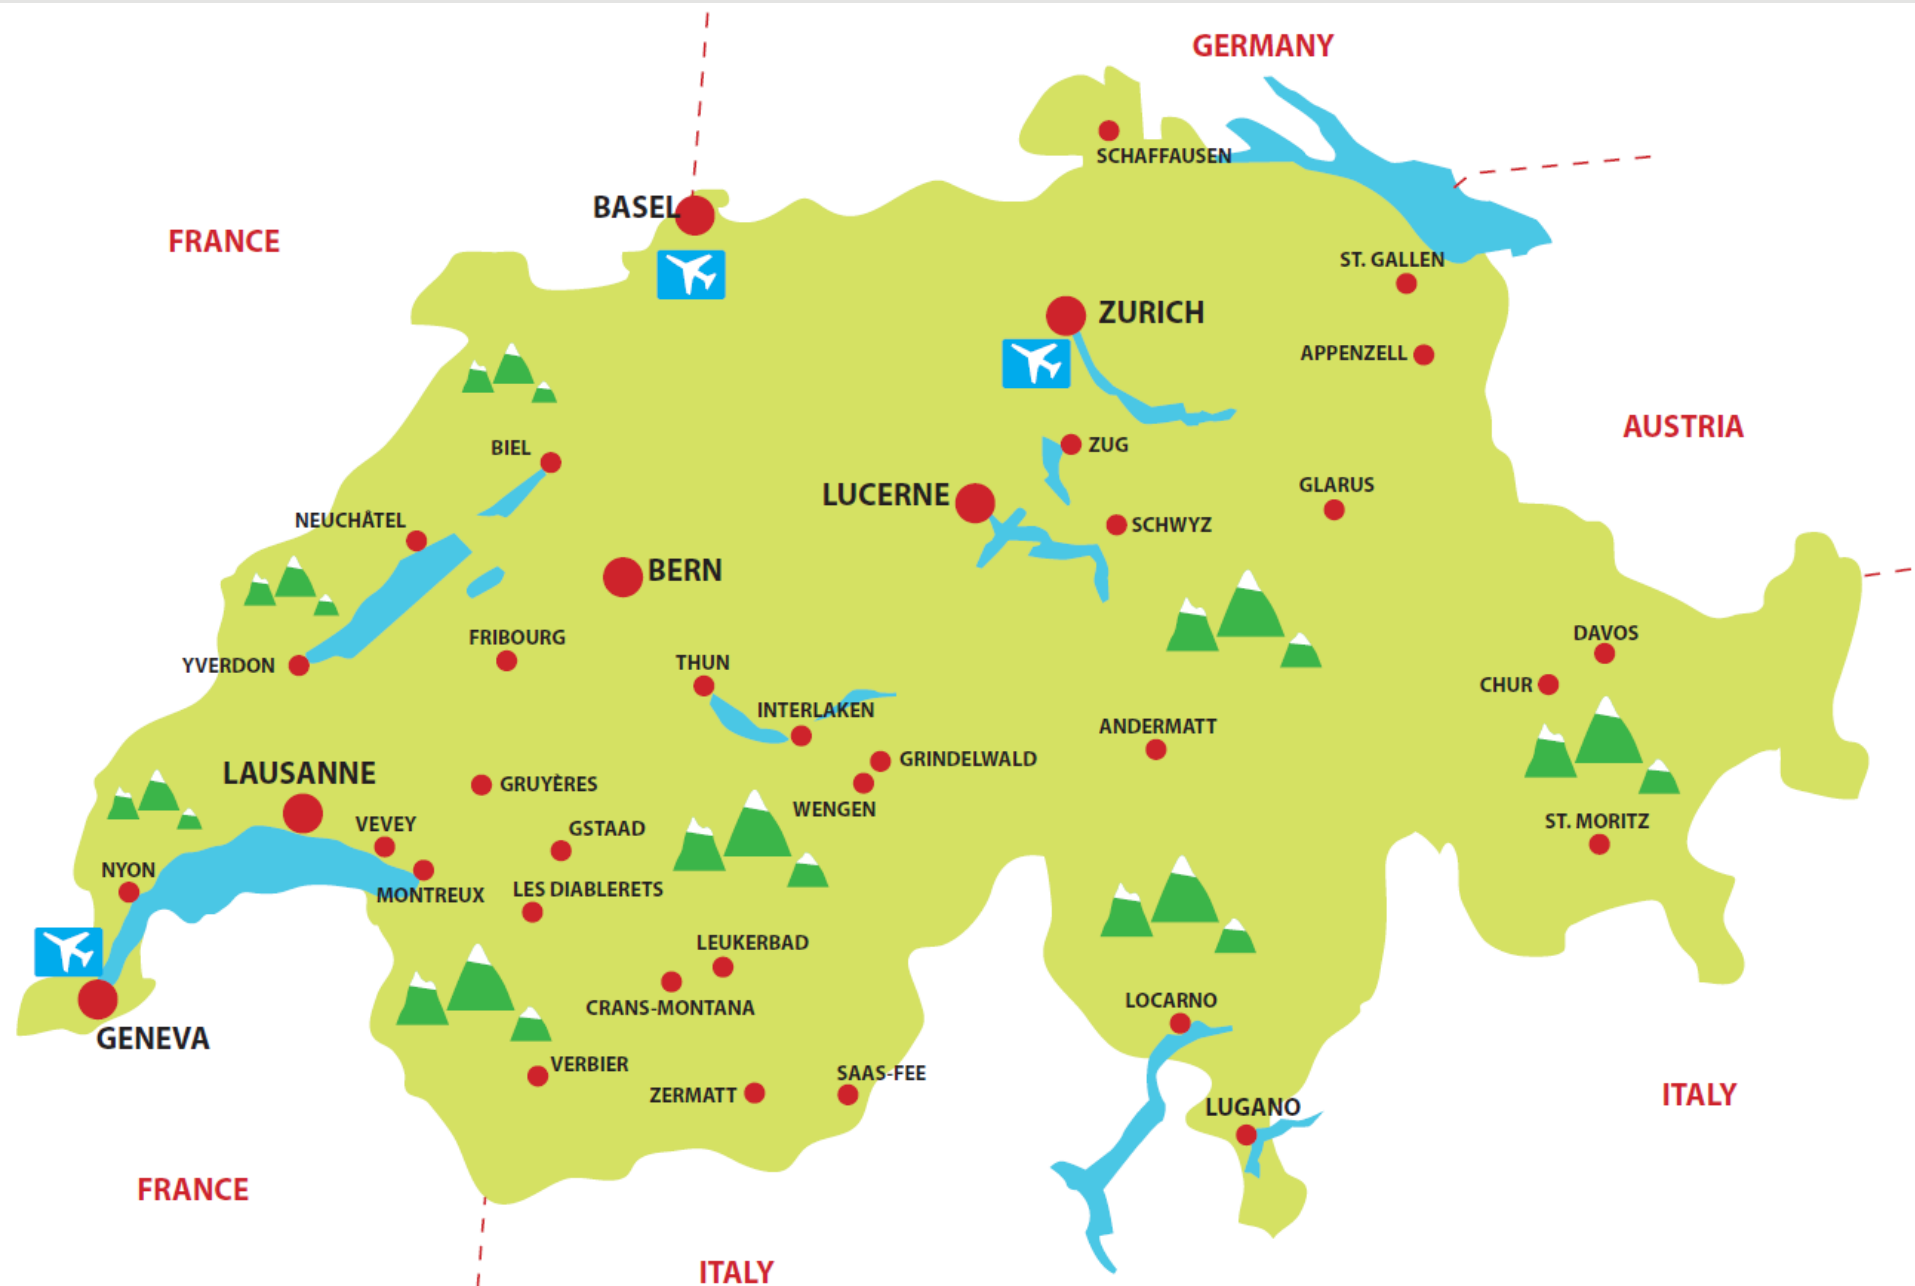 GERMANY
SCHAFFAUSEN
BASEL
FRANCE
ST. GALLEN
ZURICH
APPENZELL
AUSTRIA
BIEL
ZUG
GLARUS
LUCERNE
NEUCHÂTEL
SCHWYZ
BERN
DAVOS
FRIBOURG
YVERDON
THUN
CHUR
INTERLAKEN
ANDERMATT
GRINDELWALD
LAUSANNE
GRUYÈRES
WENGEN
VEVEY
GSTAAD
ST. MORITZ
NYON
MONTREUX
LES DIABLERETS
LEUKERBAD
LOCARNO
CRANS-MONTANA
GENEVA
VERBIER
SAAS-FEE
ZERMATT
ITALY
LUGANO
FRANCE
ITALY